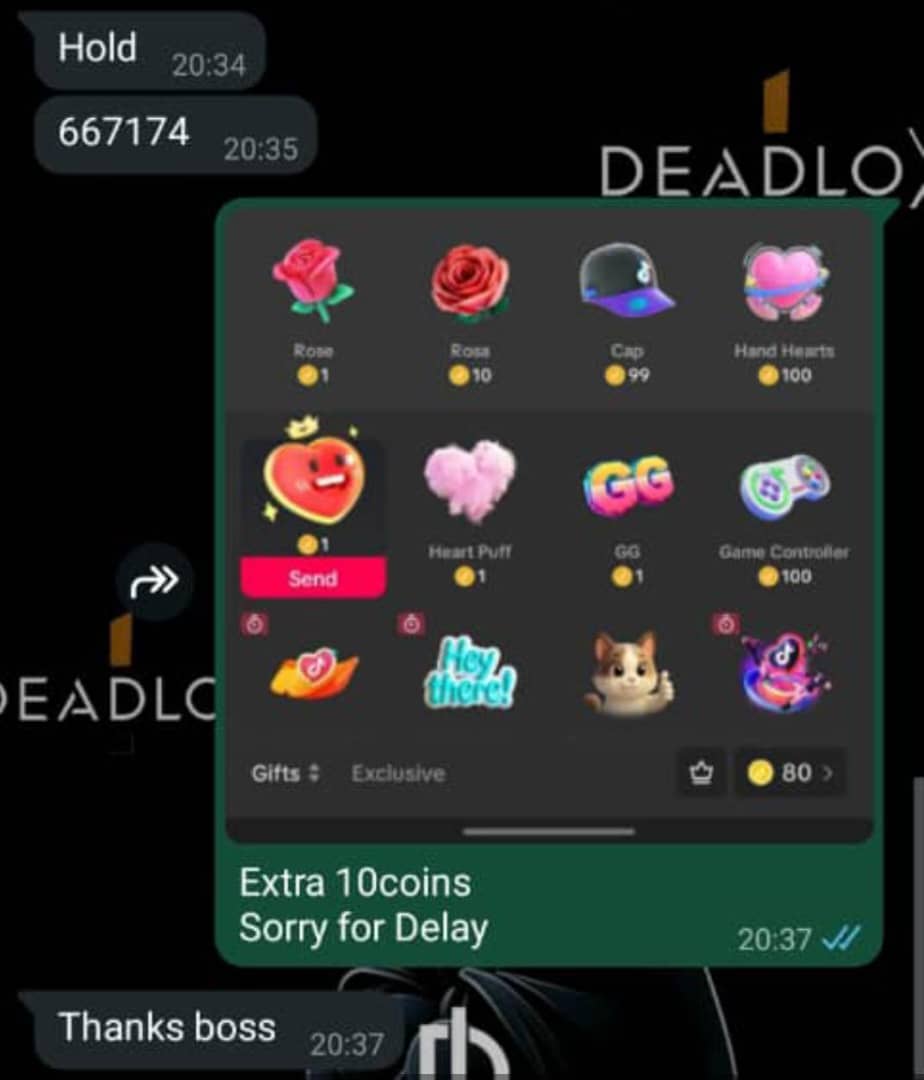 Hold 20:34
667174 20:35
DEADLO
Rose Rosa Cap Hand Hearts
1 10 99 100
1 Heart Puff GG Game Controller
Send 1 1 100
Hey there!
DEADLO
Gifts Exclusive 80
Extra 10coins
Sorry for Delay
20:37
Thanks boss 20:37